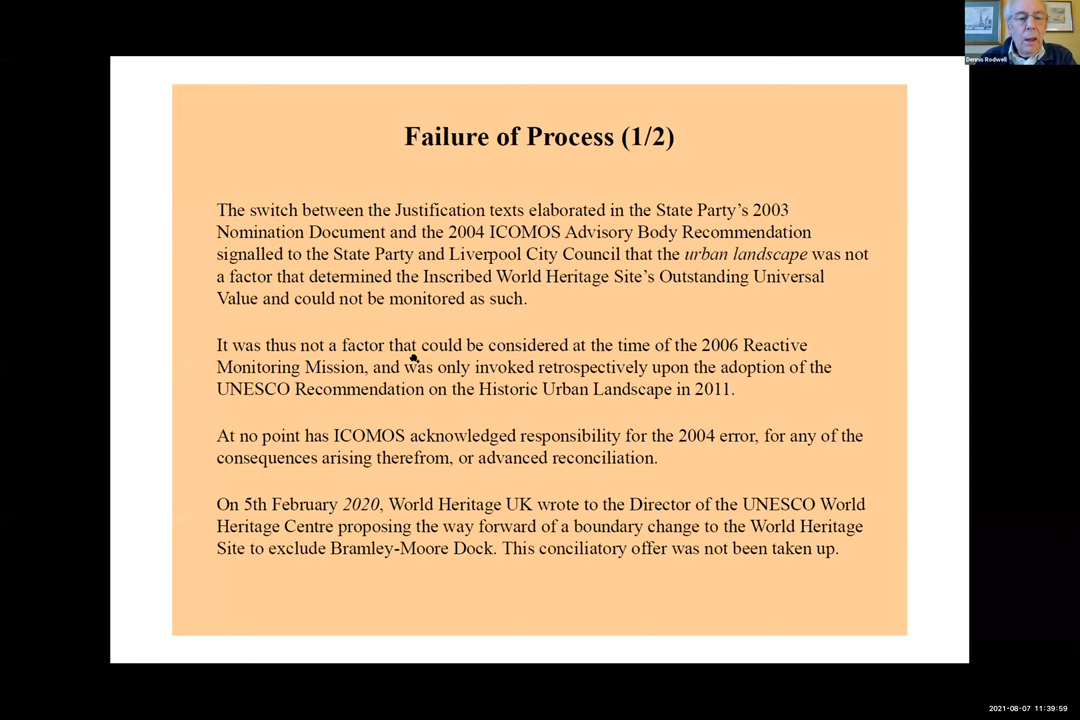 Dennis Rodwell
Failure of Process (1/2)
The switch between the Justification texts elaborated in the State Party's 2003
Nomination Document and the 2004 ICOMOS Advisory Body Recommendation
signalled to the State Party and Liverpool City Council that the urban landscape was not
a factor that determined the Inscribed World Heritage Site's Outstanding Universal
Value and could not be monitored as such.
It was thus not a factor that could be considered at the time of the 2006 Reactive
Monitoring Mission, and was only invoked retrospectively upon the adoption of the
UNESCO Recommendation on the Historic Urban Landscape in 2011.
At no point has ICOMOS acknowledged responsibility for the 2004 error, for any of the
consequences arising therefrom, or advanced reconciliation.
On 5th February 2020, World Heritage UK wrote to the Director of the UNESCO World
Heritage Centre proposing the way forward of a boundary change to the World Heritage
Site to exclude Bramley-Moore Dock. This conciliatory offer was not been taken up.
2021-08-07 11:39:59